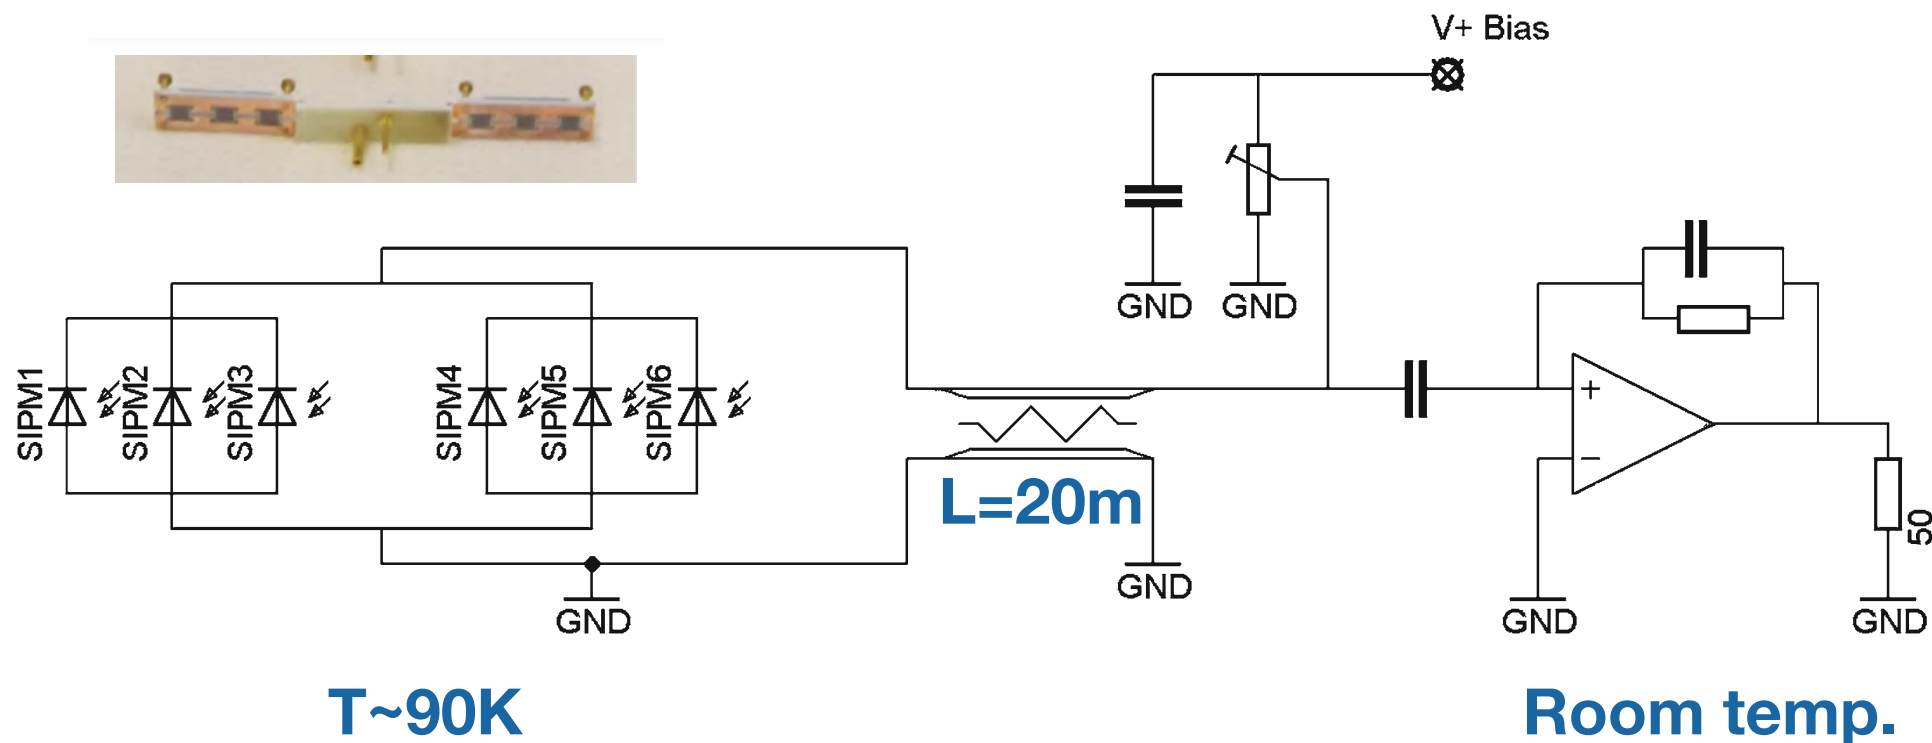 V+ Bias
GND
GND
SIPM1
SIPM2
SIPM3
SIPM4
SIPM5
SIPM6
+
−
L=20m
50
GND
GND
GND
GND
T~90K
Room temp.